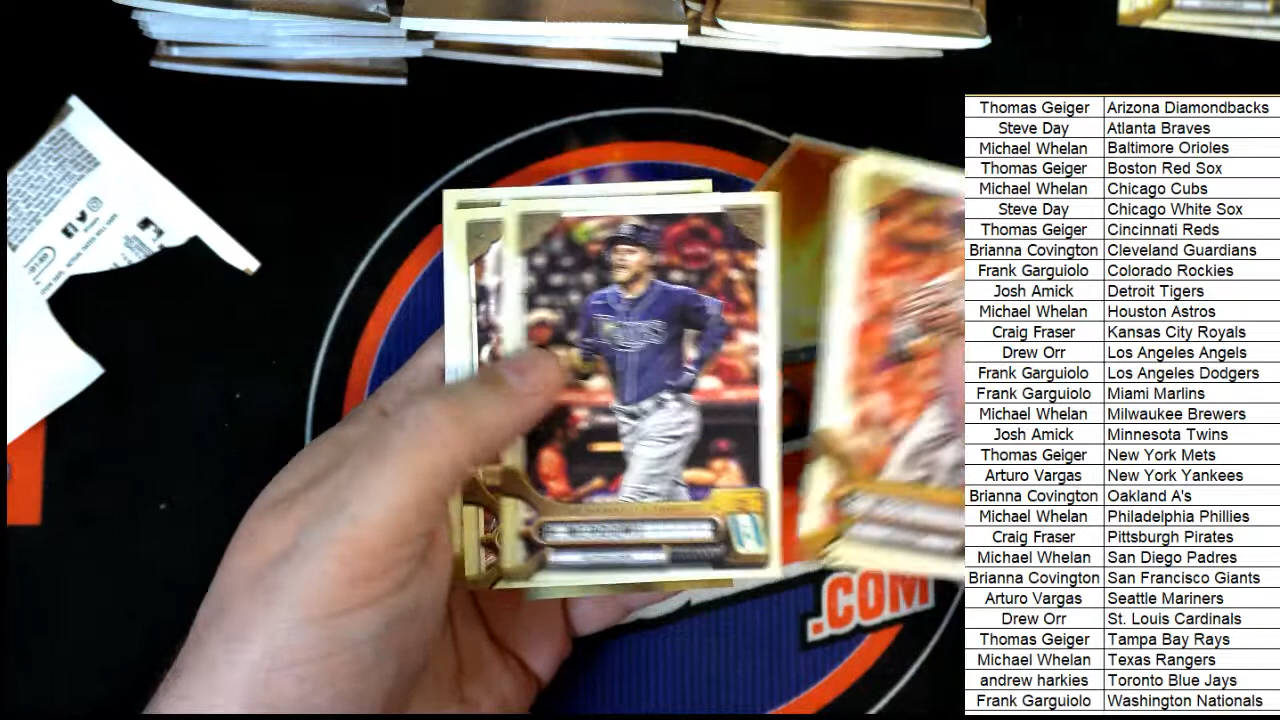 Thomas Geiger Arizona Diamondbacks
Steve Day Atlanta Braves
Michael Whelan Baltimore Orioles
Thomas Geiger Boston Red Sox
Michael Whelan Chicago Cubs
Steve Day Chicago White Sox
Thomas Geiger Cincinnati Reds
Brianna Covington Cleveland Guardians
Frank Garguiolo Colorado Rockies
Josh Amick Detroit Tigers
Michael Whelan Houston Astros
Craig Fraser Kansas City Royals
Drew Orr Los Angeles Angels
Frank Garguiolo Los Angeles Dodgers
Frank Garguiolo Miami Marlins
Michael Whelan Milwaukee Brewers
Josh Amick Minnesota Twins
Thomas Geiger New York Mets
Arturo Vargas New York Yankees
Brianna Covington Oakland A's
Michael Whelan Philadelphia Phillies
Craig Fraser Pittsburgh Pirates
Michael Whelan San Diego Padres
Brianna Covington San Francisco Giants
Arturo Vargas Seattle Mariners
Drew Orr St. Louis Cardinals
Thomas Geiger Tampa Bay Rays
Michael Whelan Texas Rangers
andrew harkies Toronto Blue Jays
Frank Garguiolo Washington Nationals
.COM